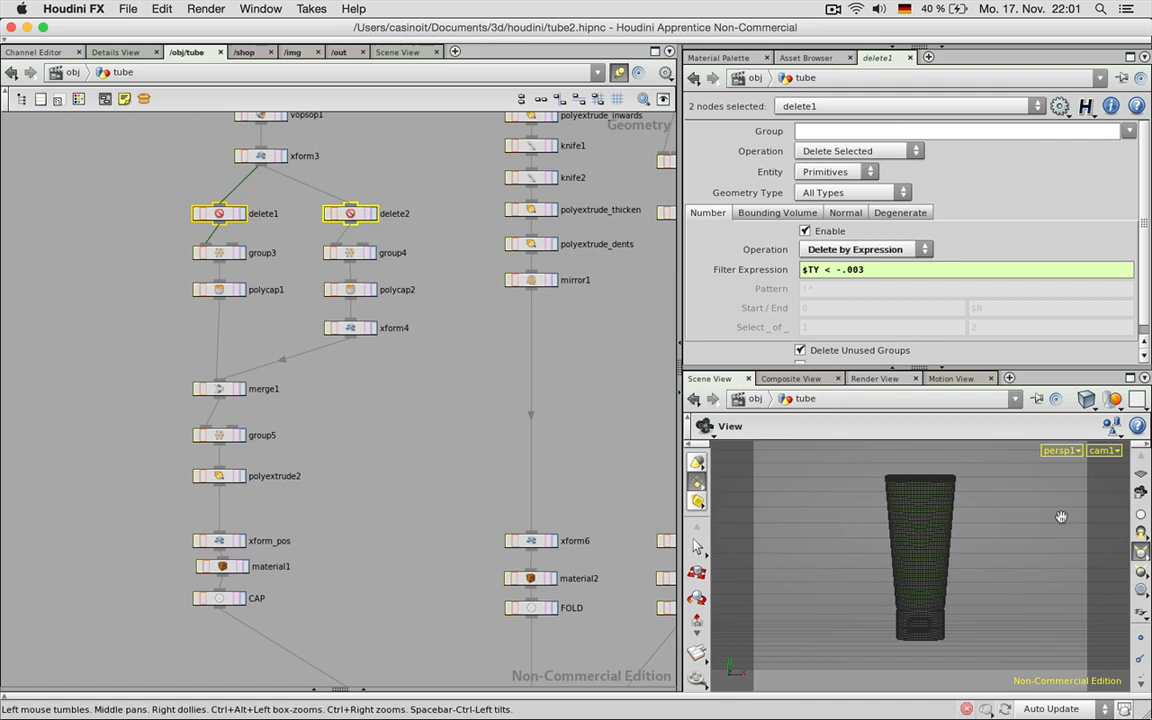 Houdini FX File Edit Render Window Takes Help 40 % Mo. 17. Nov. 22:01
/Users/casinoit/Documents/3d/houdini/tube2.hipnc - Houdini Apprentice Non-Commercial
Channel Editor Details View /obj/tube /shop /img /out Scene View
obj tube
Geometry
vopsop1
xform3
delete1 delete2
group3 group4
polycap1 polycap2
xform4
merge1
group5
polyextrude2
xform_pos
material1
CAP
polyextrude_inwards
knife1
knife2
polyextrude_thicken
polyextrude_dents
mirror1
xform6
material2
FOLD
Non-Commercial Edition
Material Palette Asset Browser delete1
obj tube
2 nodes selected: delete1
Group
Operation Delete Selected
Entity Primitives
Geometry Type All Types
Number Bounding Volume Normal Degenerate
Enable
Operation Delete by Expression
Filter Expression $TY < -.003
Pattern
Start / End 0 $N
Select _ of _ 1 2
Delete Unused Groups
Scene View Composite View Render View Motion View
obj tube
View
persp1 cam1
Non-Commercial Edition
Left mouse tumbles. Middle pans. Right dollies. Ctrl+Alt+Left box-zooms. Ctrl+Right zooms. Spacebar-Ctrl-Left tilts. Auto Update